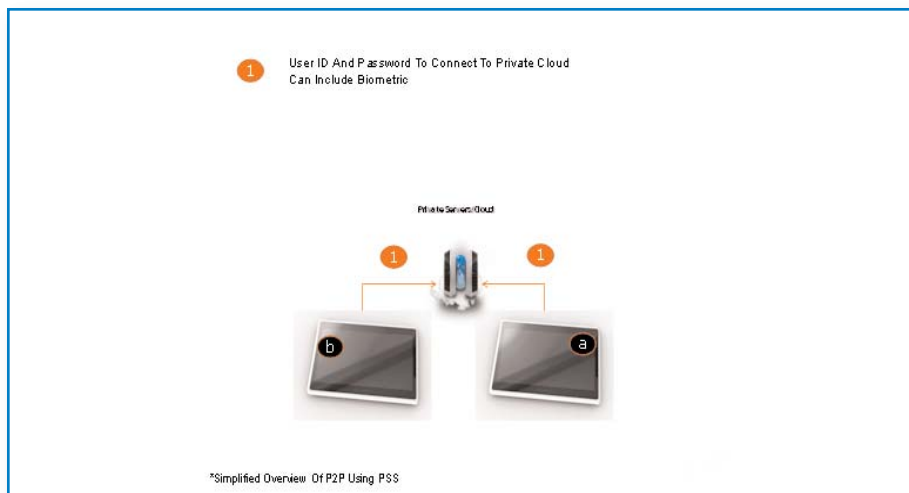 1
User ID And Password To Connect To Private Cloud
Can Include Biometric
Private Servers/Cloud
1
1
b
a
*Simplified Overview Of P2P Using PSS